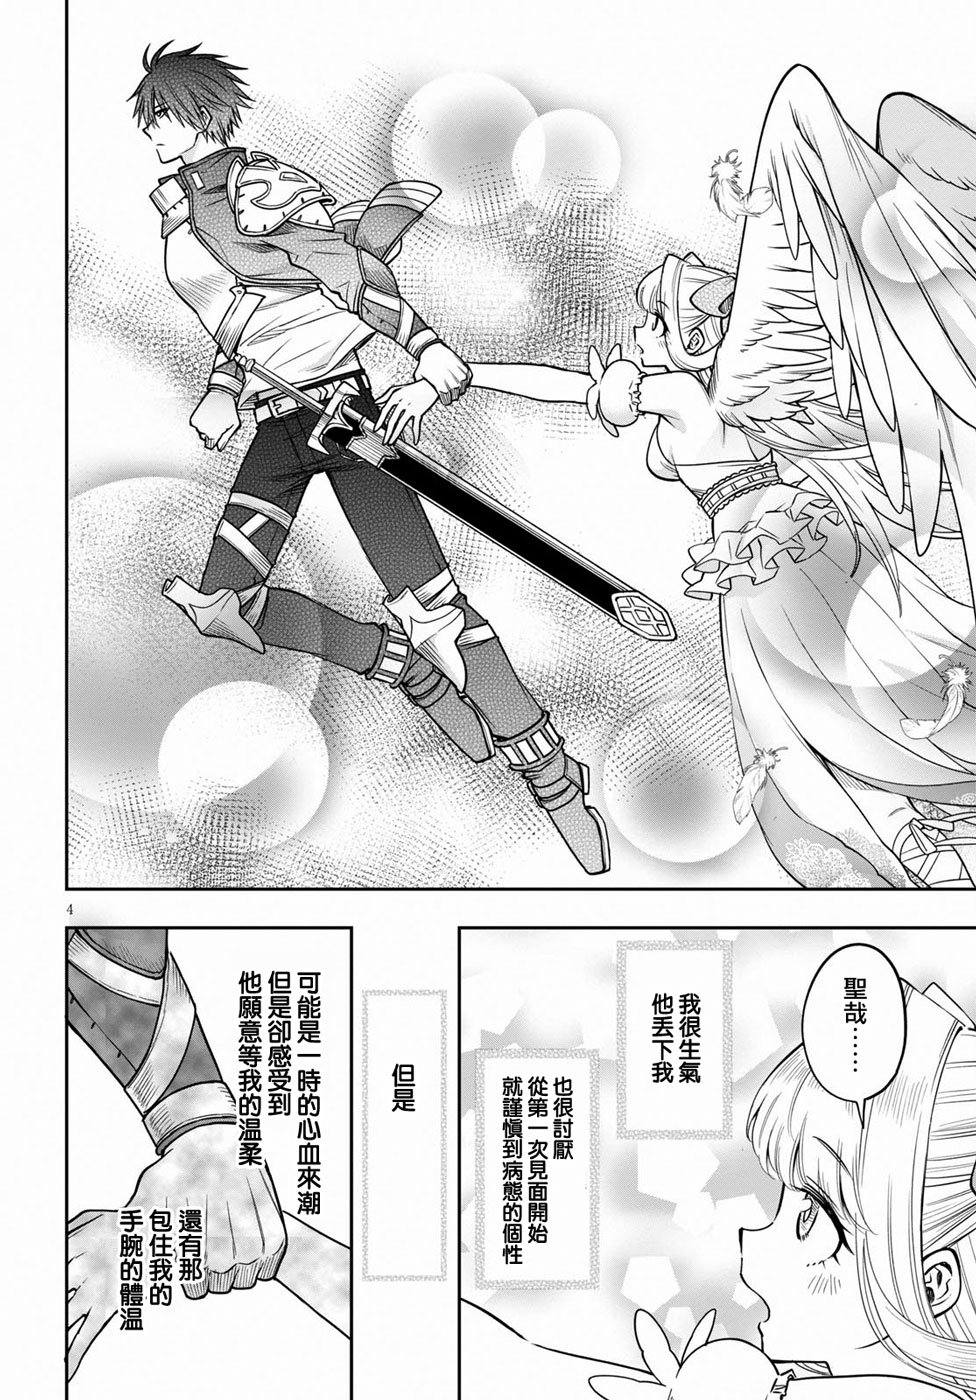 聖哉……
我很生氣
他丟下我
也很討厭
從第一次見面開始
就謹慎到病態的個性
但是
可能是一時的心血來潮
但是卻感受到
他願意等我的溫柔
還有那
包住我的
手腕的體溫
4